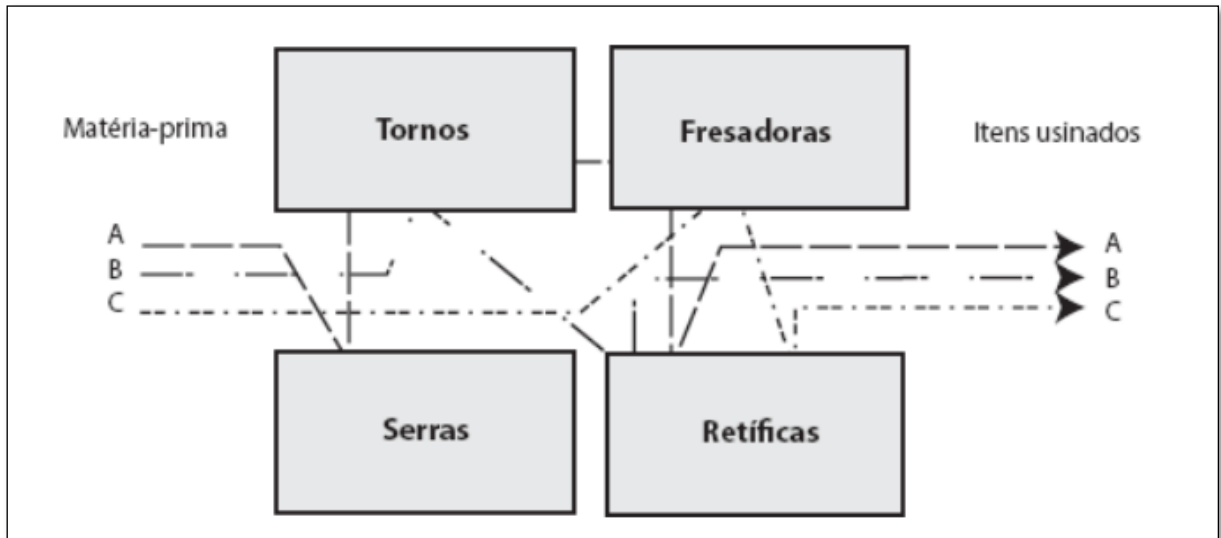 Matéria-prima
Tornos
Fresadoras
Itens usinados
A
B
C
A
B
C
Serras
Retíficas